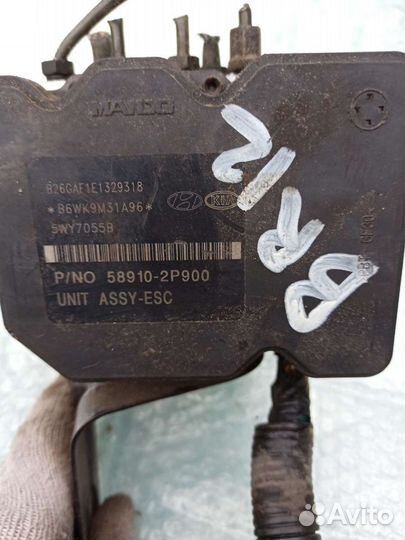 MANDO
B26GAF1E1329318
*B6WK9M31A96*
5WY7055B
KIA
P/NO 58910-2P900
UNIT ASSY-ESC
Avito